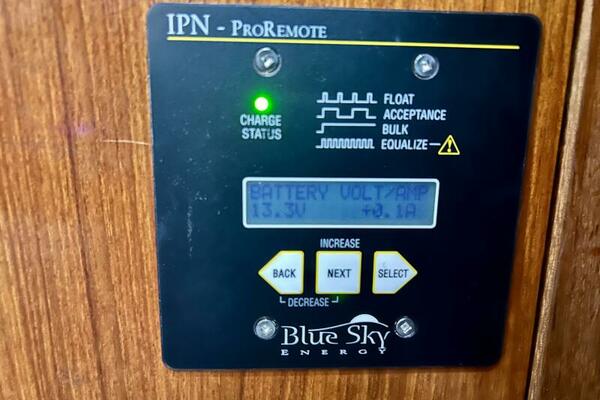 IPN - PROREMOTE
CHARGE
STATUS
FLOAT
ACCEPTANCE
BULK
EQUALIZE
BATTERY VOLT/AMP
13.3V +0.1A
INCREASE
BACK
NEXT
SELECT
DECREASE
Blue Sky
ENERGY